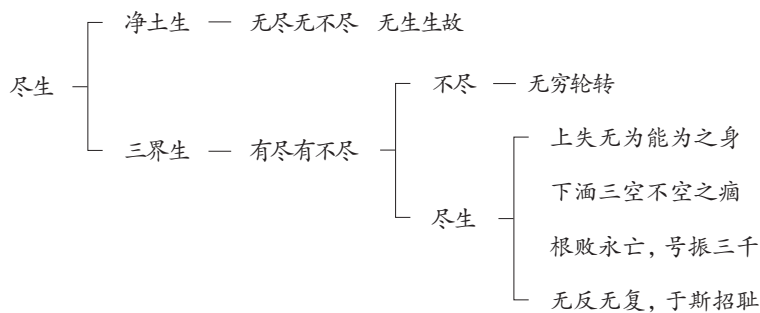 净土生 — 无尽无不尽 无生生故
尽生
不尽 — 无穷轮转
三界生 — 有尽有不尽
上失无为能为之身
下湎三空不空之痼
尽生
根败永亡，号振三千
无反无复，于斯招耻